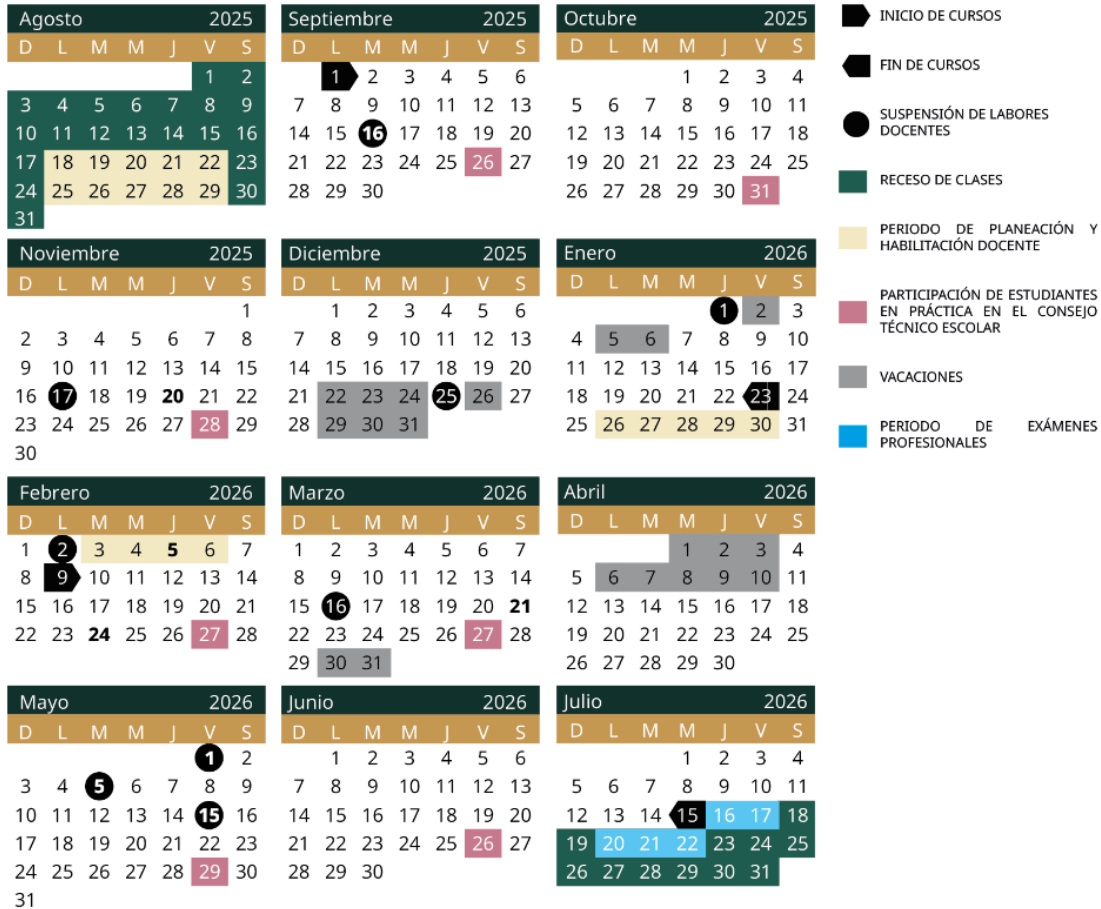 Agosto 2025
D L M M J V S
1 2
3 4 5 6 7 8 9
10 11 12 13 14 15 16
17 18 19 20 21 22 23
24 25 26 27 28 29 30
31
Septiembre 2025
D L M M J V S
1 2 3 4 5 6
7 8 9 10 11 12 13
14 15 16 17 18 19 20
21 22 23 24 25 26 27
28 29 30
Octubre 2025
D L M M J V S
1 2 3 4
5 6 7 8 9 10 11
12 13 14 15 16 17 18
19 20 21 22 23 24 25
26 27 28 29 30 31
Noviembre 2025
D L M M J V S
1
2 3 4 5 6 7 8
9 10 11 12 13 14 15
16 17 18 19 20 21 22
23 24 25 26 27 28 29
30
Diciembre 2025
D L M M J V S
1 2 3 4 5 6
7 8 9 10 11 12 13
14 15 16 17 18 19 20
21 22 23 24 25 26 27
28 29 30 31
Enero 2026
D L M M J V S
1 2 3
4 5 6 7 8 9 10
11 12 13 14 15 16 17
18 19 20 21 22 23 24
25 26 27 28 29 30 31
Febrero 2026
D L M M J V S
1 2 3 4 5 6 7
8 9 10 11 12 13 14
15 16 17 18 19 20 21
22 23 24 25 26 27 28
Marzo 2026
D L M M J V S
1 2 3 4 5 6 7
8 9 10 11 12 13 14
15 16 17 18 19 20 21
22 23 24 25 26 27 28
29 30 31
Abril 2026
D L M M J V S
1 2 3 4
5 6 7 8 9 10 11
12 13 14 15 16 17 18
19 20 21 22 23 24 25
26 27 28 29 30
Mayo 2026
D L M M J V S
1 2
3 4 5 6 7 8 9
10 11 12 13 14 15 16
17 18 19 20 21 22 23
24 25 26 27 28 29 30
31
Junio 2026
D L M M J V S
1 2 3 4 5 6
7 8 9 10 11 12 13
14 15 16 17 18 19 20
21 22 23 24 25 26 27
28 29 30
Julio 2026
D L M M J V S
1 2 3 4
5 6 7 8 9 10 11
12 13 14 15 16 17 18
19 20 21 22 23 24 25
26 27 28 29 30 31
INICIO DE CURSOS
FIN DE CURSOS
SUSPENSIÓN DE LABORES
DOCENTES
RECESO DE CLASES
PERIODO DE PLANEACIÓN Y
HABILITACIÓN DOCENTE
PARTICIPACIÓN DE ESTUDIANTES
EN PRÁCTICA EN EL CONSEJO
TÉCNICO ESCOLAR
VACACIONES
PERIODO DE EXÁMENES
PROFESIONALES